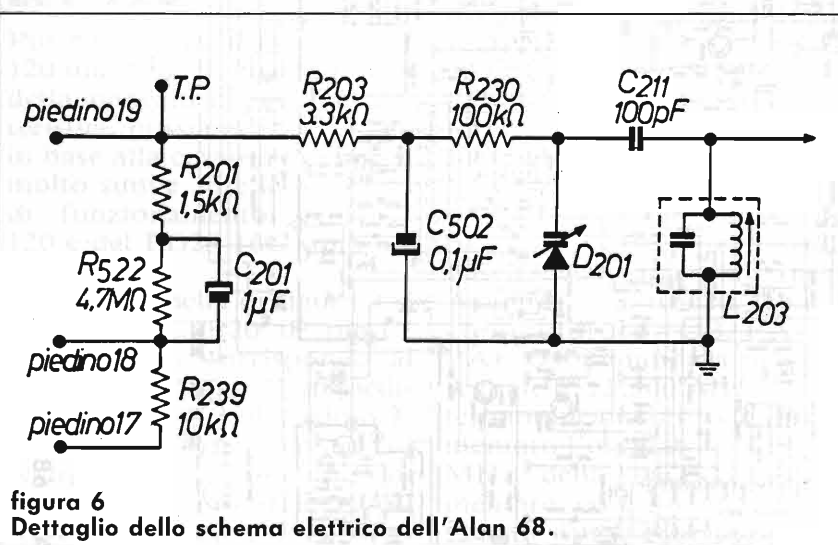 T.P.
piedino19
R203
3.3kΩ
R230
100kΩ
C211
100pF
R201
1,5kΩ
C502
0,1µF
D201
R522
4.7MΩ
C201
1µF
L203
piedino18
R239
10kΩ
piedino17
figura 6
Dettaglio dello schema elettrico dell'Alan 68.